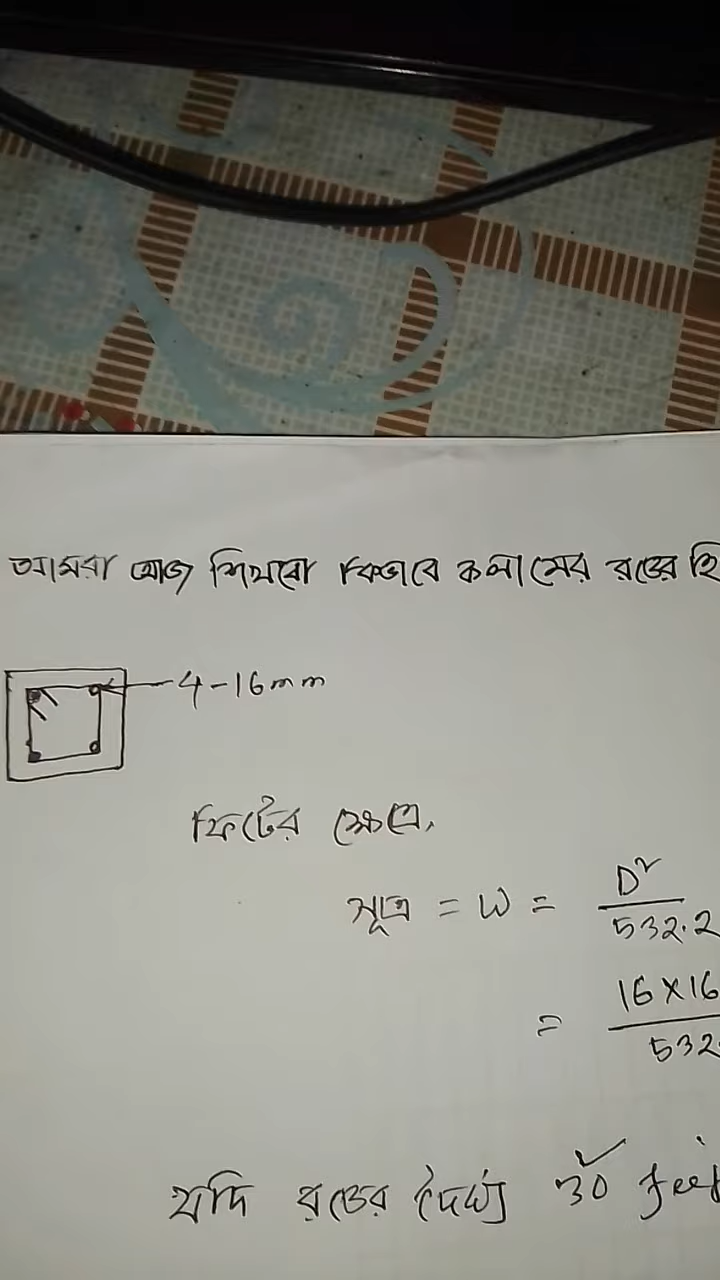 আমরা আজ শিখবো কিভাবে কলামের রডের হি
4-16mm
ফিটের ক্ষেত্রে,
সূত্র = W = D²
532.2
= 16×16
532.
যদি রডের দৈর্ঘ্য 30 feet